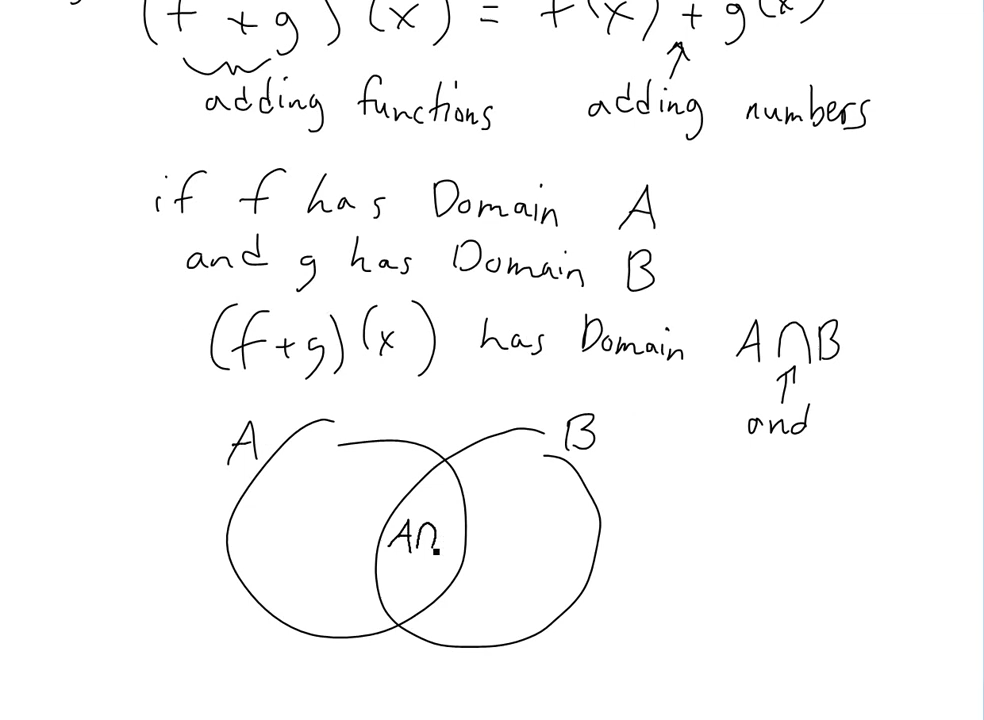 (f + g)(x) = f(x) + g(x)
↑
adding functions adding numbers
if f has Domain A
and g has Domain B
(f+g)(x) has Domain A∩B
↑
and
A B
A∩